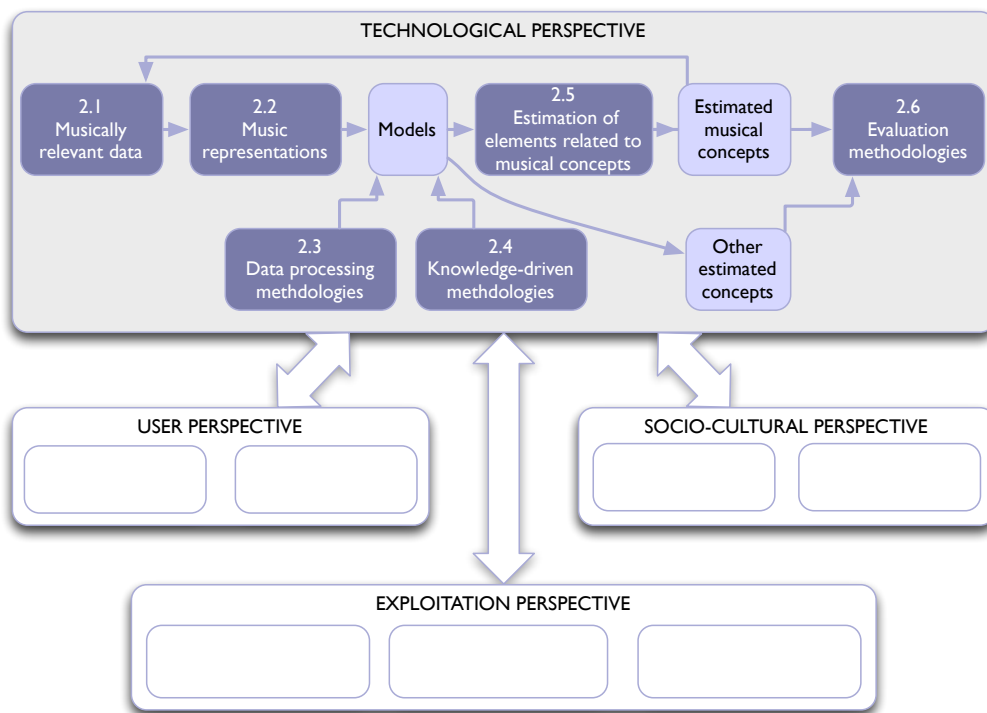 TECHNOLOGICAL PERSPECTIVE
2.1
Musically
relevant data
2.2
Music
representations
Models
2.5
Estimation of
elements related to
musical concepts
Estimated
musical
concepts
2.6
Evaluation
methodologies
2.3
Data processing
methdologies
2.4
Knowledge-driven
methdologies
Other
estimated
concepts
USER PERSPECTIVE
SOCIO-CULTURAL PERSPECTIVE
EXPLOITATION PERSPECTIVE